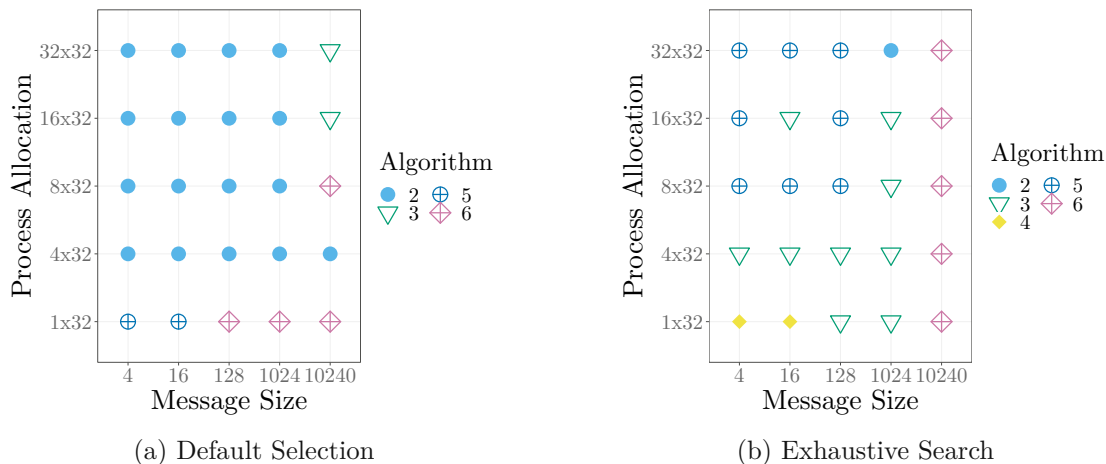 Process Allocation
32x32
16x32
8x32
4x32
1x32
4 16 128 1024 10240
Message Size
Algorithm
2 5
3 6
(a) Default Selection
Process Allocation
32x32
16x32
8x32
4x32
1x32
4 16 128 1024 10240
Message Size
Algorithm
2 5
3 6
4
(b) Exhaustive Search